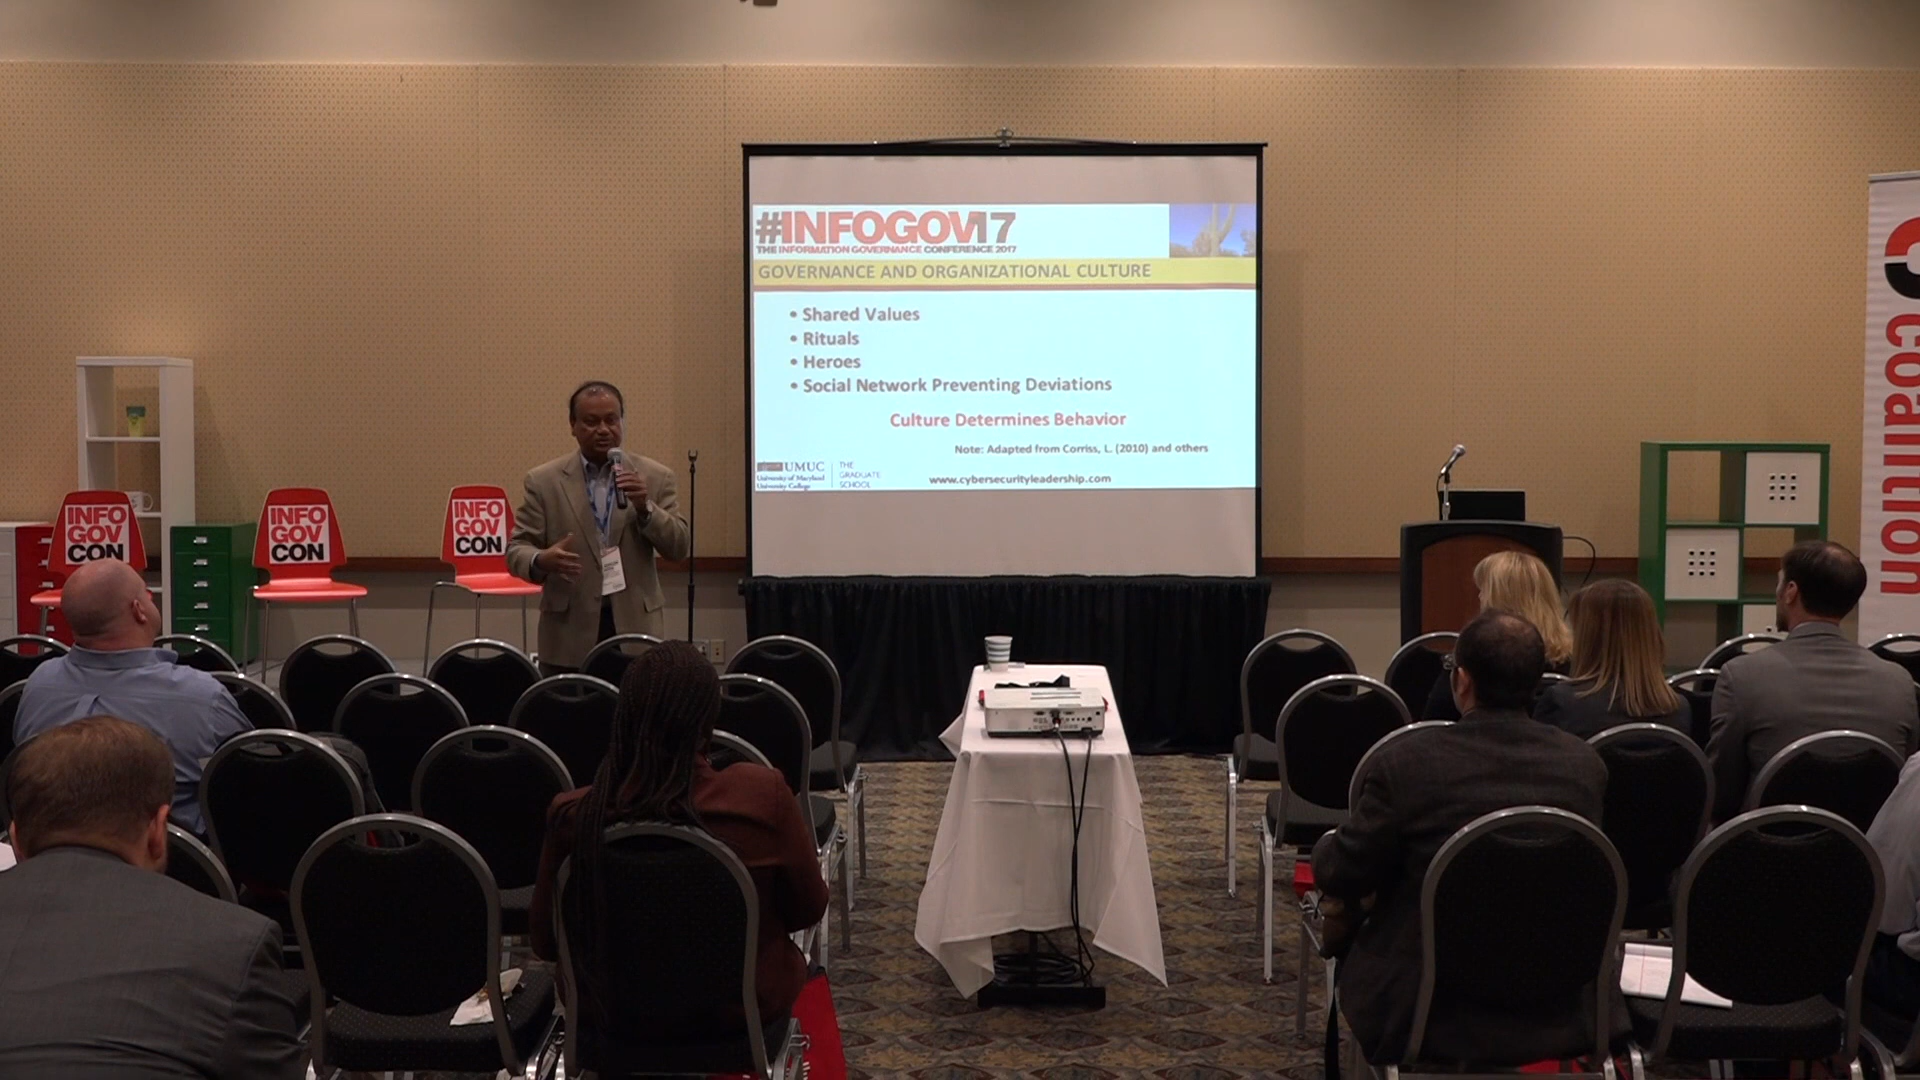 #INFOGOV17
THE INFORMATION GOVERNANCE CONFERENCE 2017
GOVERNANCE AND ORGANIZATIONAL CULTURE
• Shared Values
• Rituals
• Heroes
• Social Network Preventing Deviations
Culture Determines Behavior
Note: Adapted from Corriss, L. (2010) and others
UMUC
University of Maryland
University College
THE
GRADUATE
SCHOOL
www.cybersecurityleadership.com
INFO
GOV
CON
INFO
GOV
CON
INFO
GOV
CON
coalition